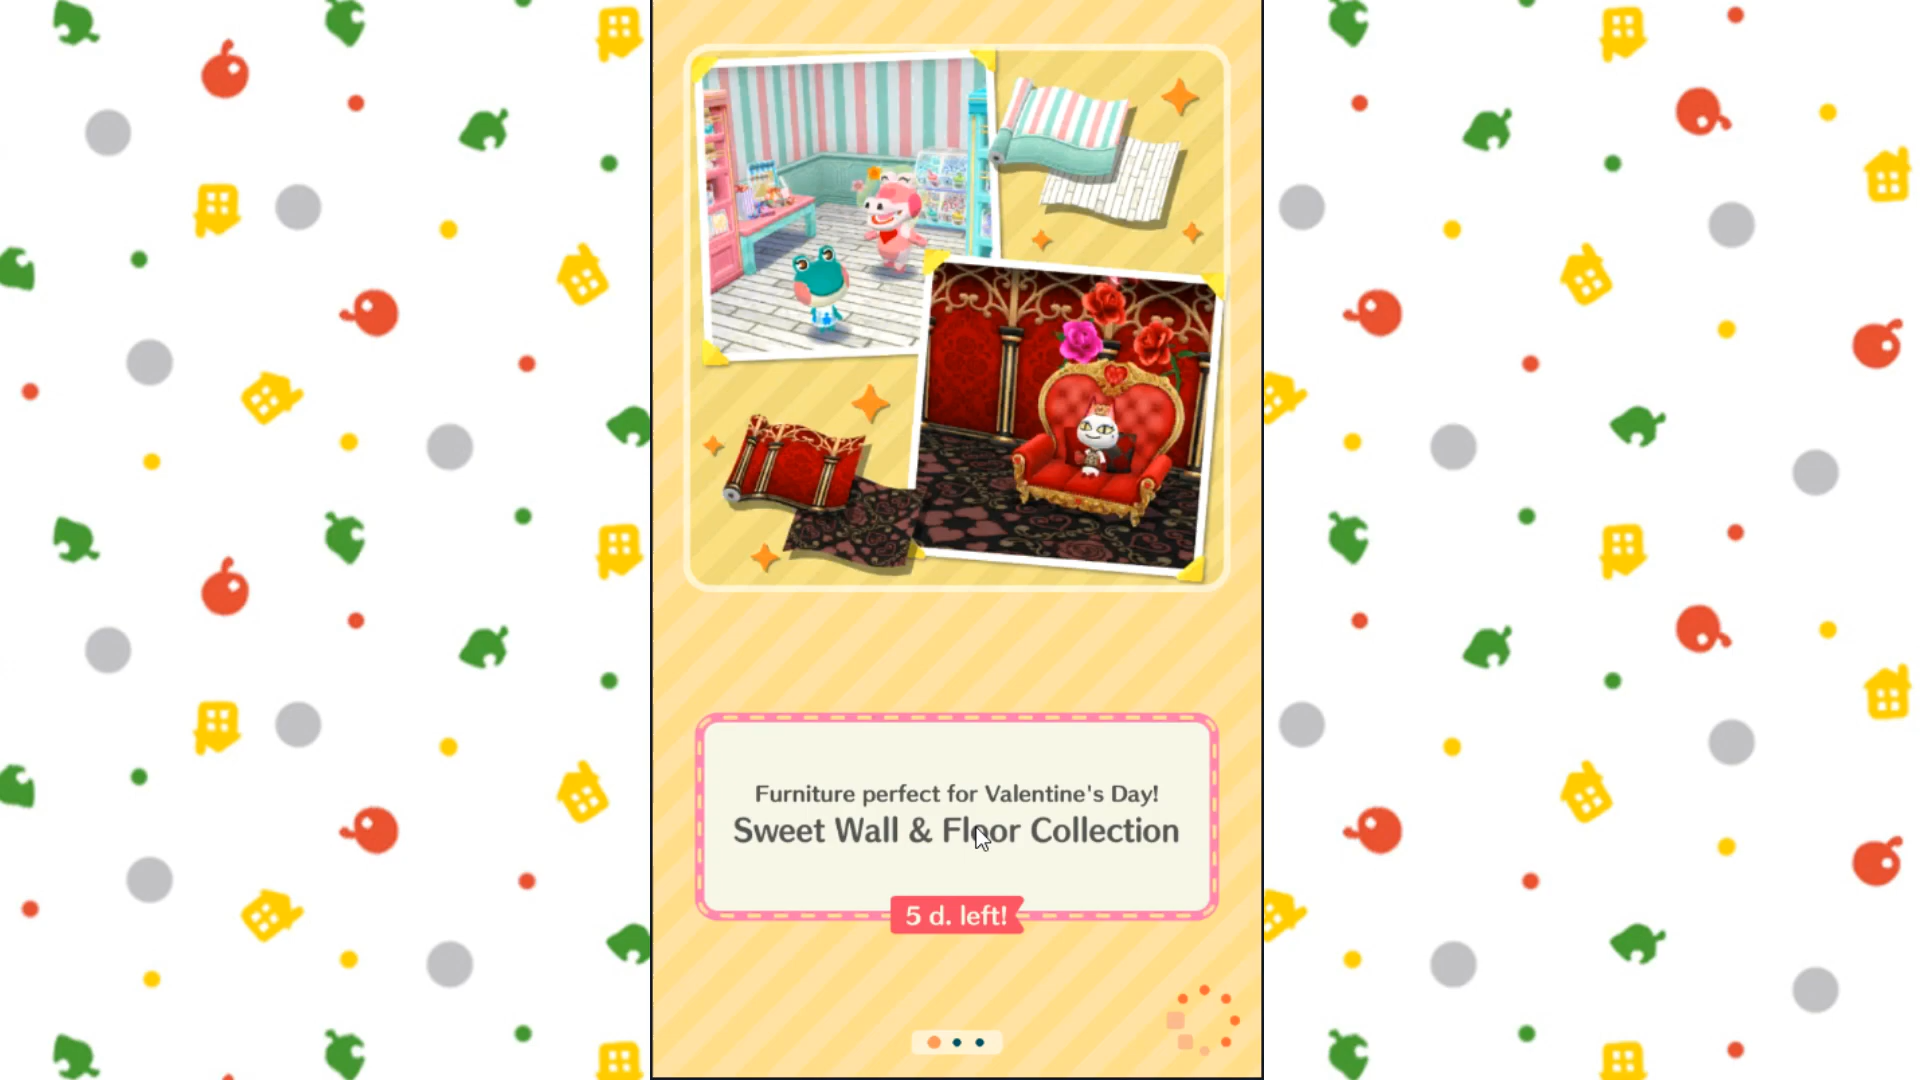 Furniture perfect for Valentine's Day!
Sweet Wall & Floor Collection
5 d. left!